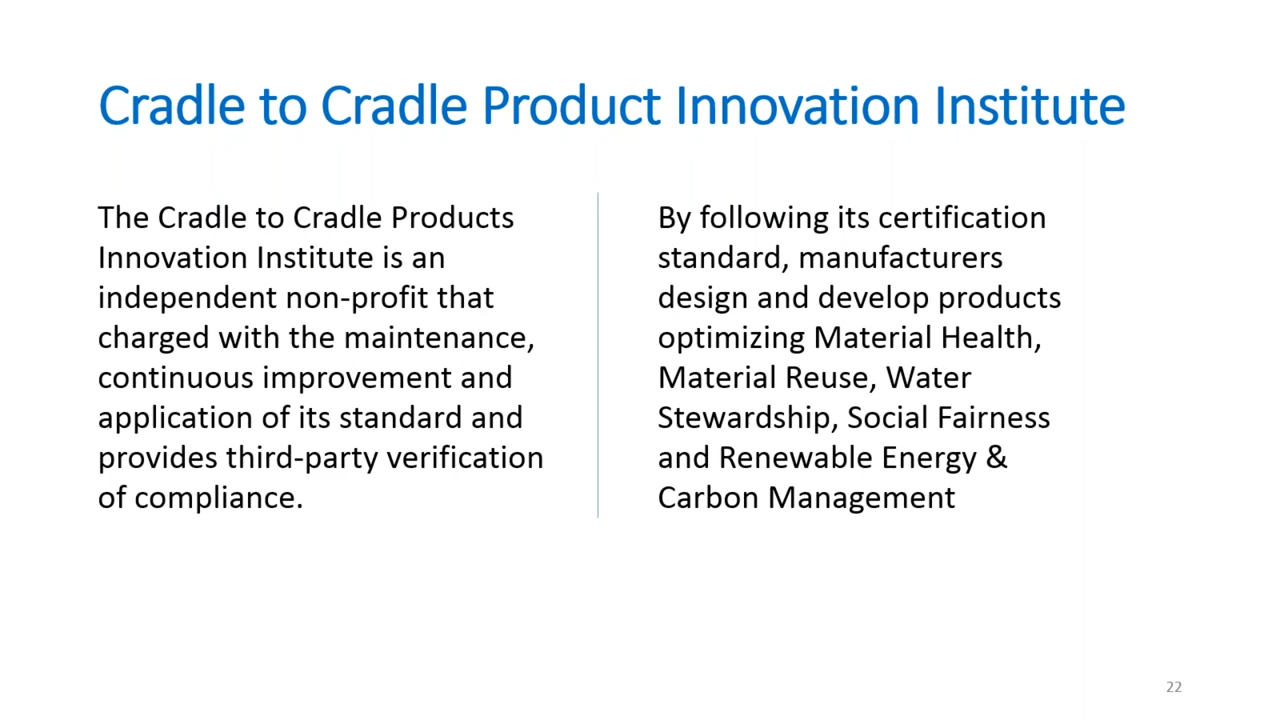 Cradle to Cradle Product Innovation Institute
The Cradle to Cradle Products
Innovation Institute is an
independent non-profit that
charged with the maintenance,
continuous improvement and
application of its standard and
provides third-party verification
of compliance.
By following its certification
standard, manufacturers
design and develop products
optimizing Material Health,
Material Reuse, Water
Stewardship, Social Fairness
and Renewable Energy &
Carbon Management
22